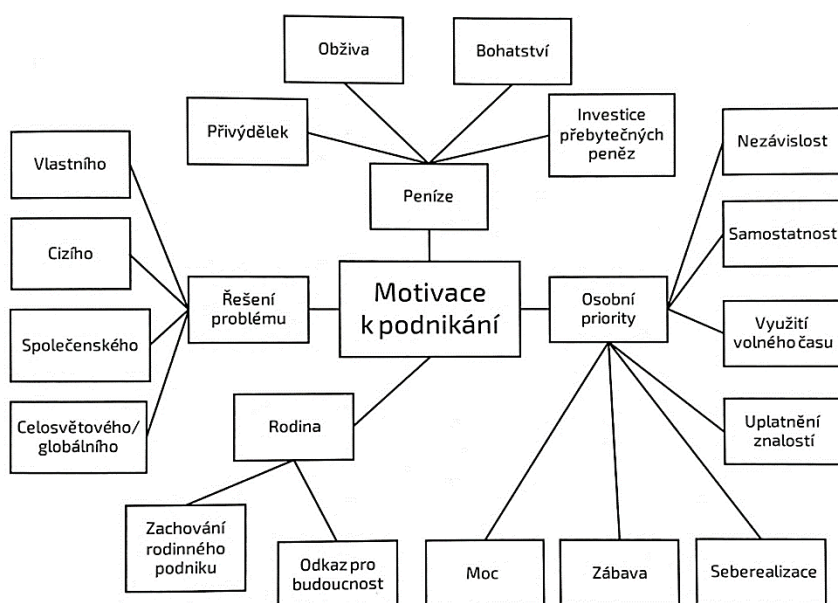 Obživa
Bohatství
Přivýdělek
Investice
přebytečných
peněz
Nezávislost
Vlastního
Peníze
Samostatnost
Cizího
Řešení
problému
Motivace
k podnikání
Osobní
priority
Využití
volného času
Společenského
Celosvětového/
globálního
Rodina
Uplatnění
znalostí
Zachování
rodinného
podniku
Odkaz pro
budoucnost
Moc
Zábava
Seberealizace